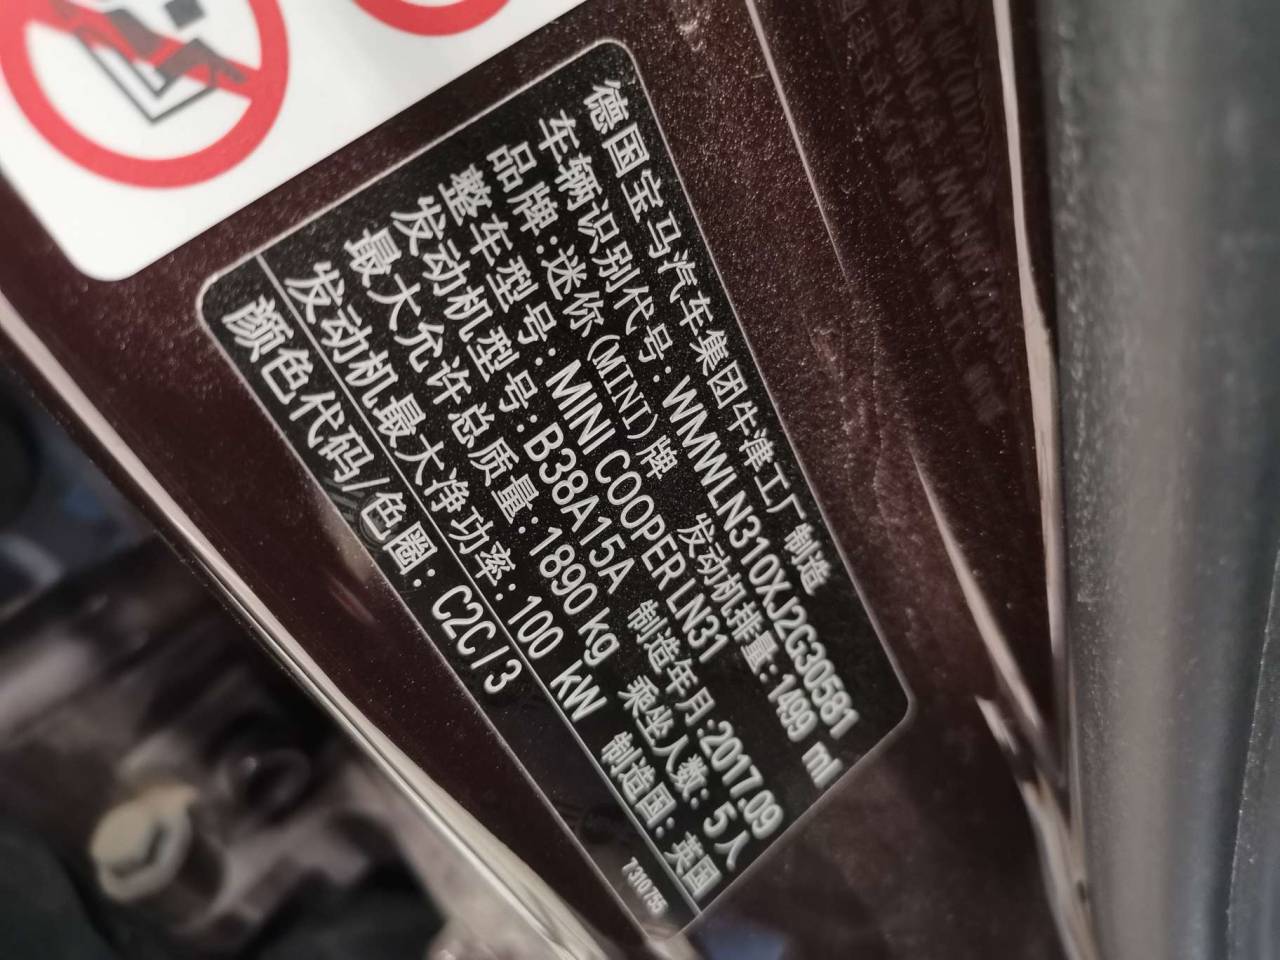 德国宝马汽车集团牛津工厂制造
车辆识别代号:WMWLN310XJ2G30581
品牌:迷你(MINI)牌 发动机排量:1499 ml
整车型号:MINI COOPER LN31
发动机型号:B38A15A 制造年月:2017.09
最大允许总质量:1890 kg 乘坐人数:5人
发动机最大净功率:100 kW 制造国:英国
颜色代码/色圈:C2C/3
7310755